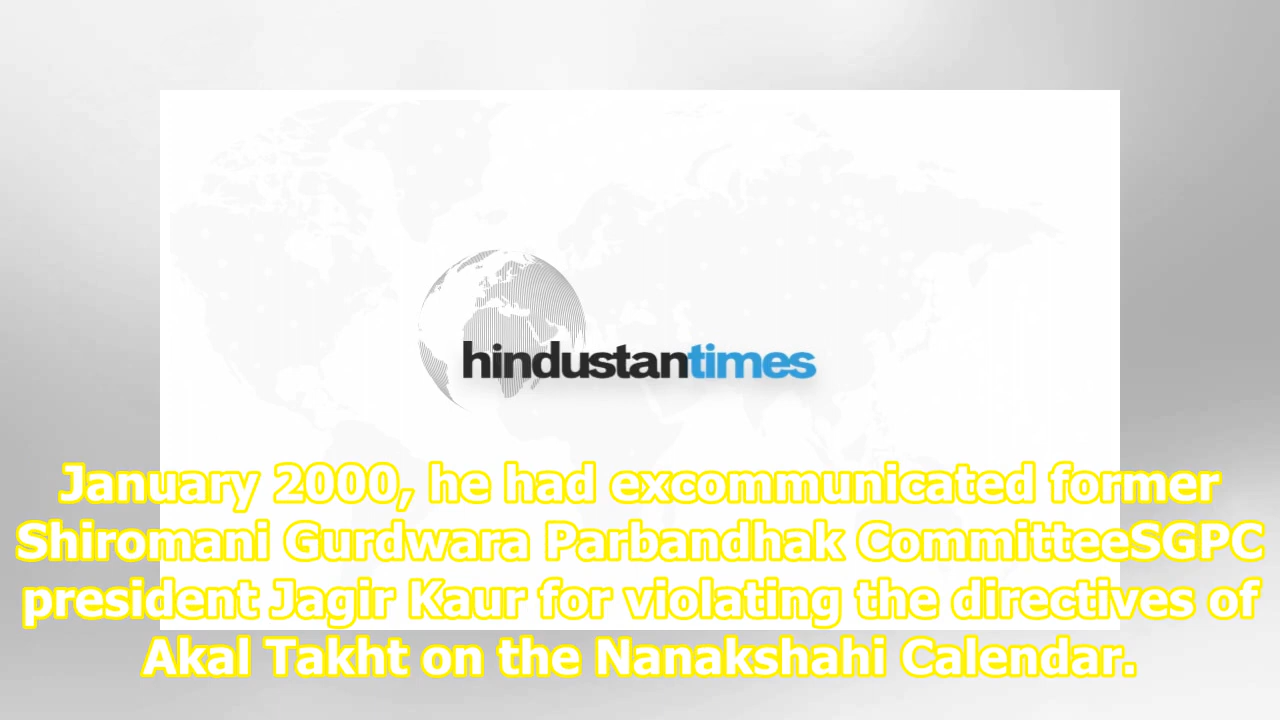 hindustantimes
January 2000, he had excommunicated former
Shiromani Gurdwara Parbandhak CommitteeSGPC
president Jagir Kaur for violating the directives of
Akal Takht on the Nanakshahi Calendar.